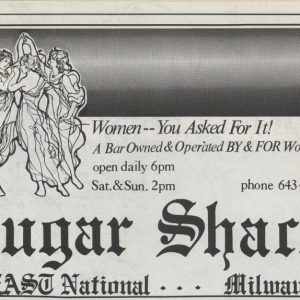 Women--You Asked For It!
A Bar Owned & Operated BY & FOR Wo
open daily 6pm
Sat. & Sun. 2pm phone 643-
ugar Shac
EAST National . . . Milwau